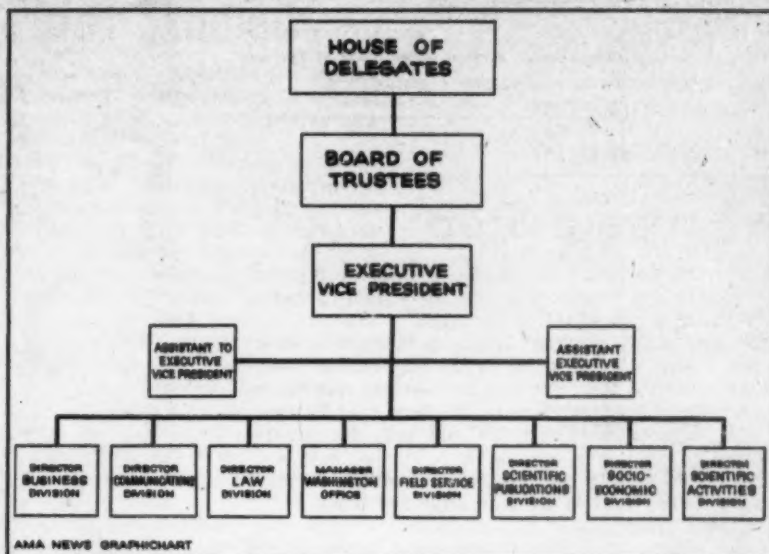 HOUSE OF
DELEGATES
BOARD OF
TRUSTEES
EXECUTIVE
VICE PRESIDENT
ASSISTANT TO
EXECUTIVE
VICE PRESIDENT
ASSISTANT
EXECUTIVE
VICE PRESIDENT
DIRECTOR
BUSINESS
DIVISION
DIRECTOR
COMMUNICATIONS
DIVISION
DIRECTOR
LAW
DIVISION
MANAGER
WASHINGTON
OFFICE
DIRECTOR
FIELD SERVICE
DIVISION
DIRECTOR
SCIENTIFIC
PUBLICATIONS
DIVISION
DIRECTOR
SOCIO-
ECONOMIC
DIVISION
DIRECTOR
SCIENTIFIC
ACTIVITIES
DIVISION
AMA NEWS GRAPHICHART